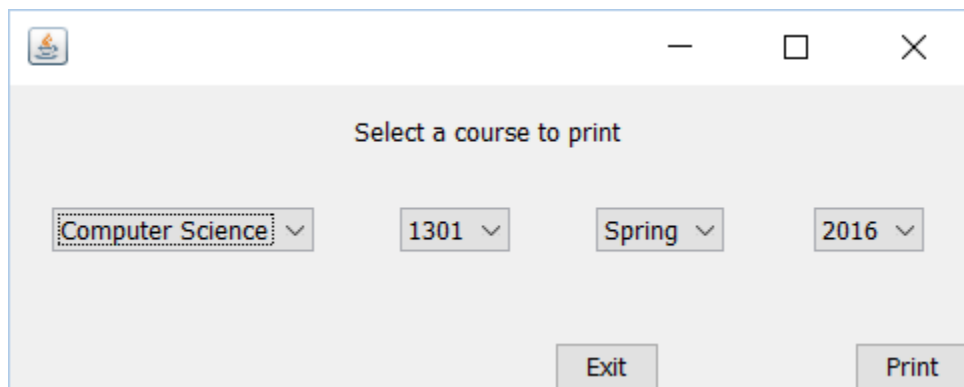 Select a course to print
Computer Science 1301 Spring 2016
Exit Print